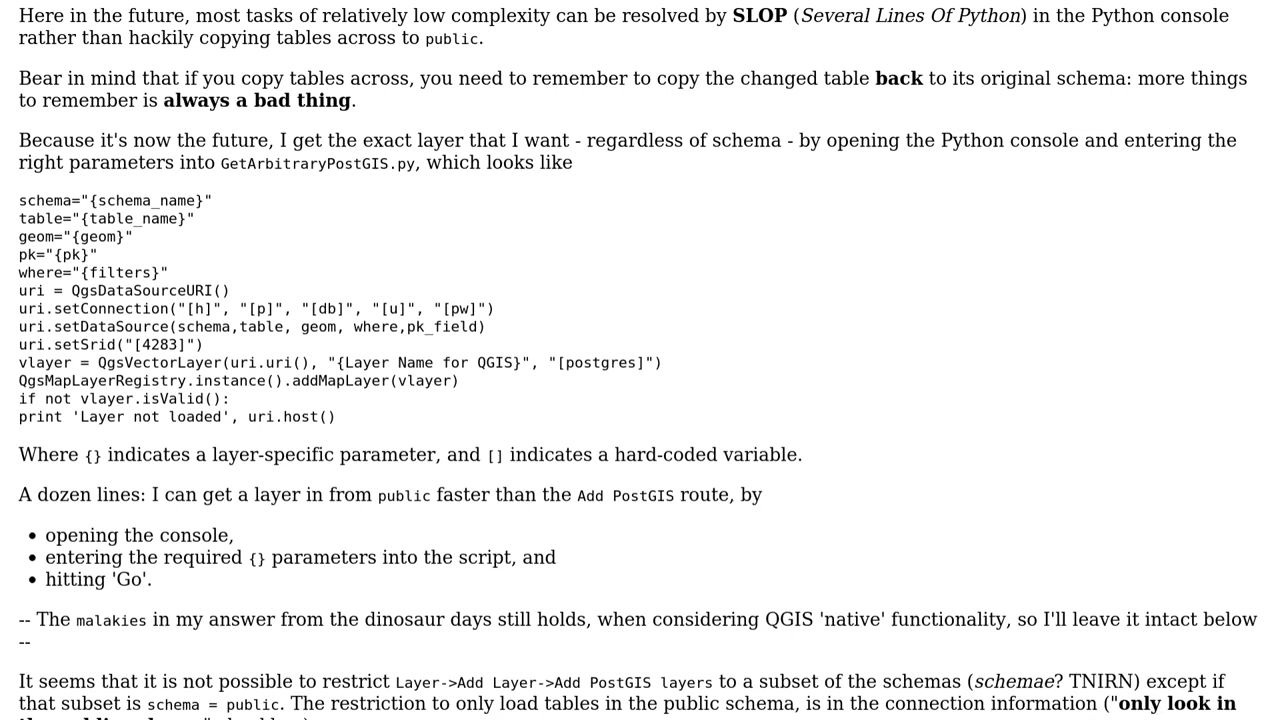 Here in the future, most tasks of relatively low complexity can be resolved by SLOP (Several Lines Of Python) in the Python console
rather than hackily copying tables across to public.
Bear in mind that if you copy tables across, you need to remember to copy the changed table back to its original schema: more things
to remember is always a bad thing.
Because it's now the future, I get the exact layer that I want - regardless of schema - by opening the Python console and entering the
right parameters into GetArbitraryPostGIS.py, which looks like
schema="{schema_name}"
table="{table_name}"
geom="{geom}"
pk="{pk}"
where="{filters}"
uri = QgsDataSourceURI()
uri.setConnection("[h]", "[p]", "[db]", "[u]", "[pw]")
uri.setDataSource(schema,table, geom, where,pk_field)
uri.setSrid("[4283]")
vlayer = QgsVectorLayer(uri.uri(), "{Layer Name for QGIS}", "[postgres]")
QgsMapLayerRegistry.instance().addMapLayer(vlayer)
if not vlayer.isValid():
print 'Layer not loaded', uri.host()
Where {} indicates a layer-specific parameter, and [] indicates a hard-coded variable.
A dozen lines: I can get a layer in from public faster than the Add PostGIS route, by
• opening the console,
• entering the required {} parameters into the script, and
• hitting 'Go'.
-- The malakies in my answer from the dinosaur days still holds, when considering QGIS 'native' functionality, so I'll leave it intact below
--
It seems that it is not possible to restrict Layer->Add Layer->Add PostGIS layers to a subset of the schemas (schemae? TNIRN) except if
that subset is schema = public. The restriction to only load tables in the public schema, is in the connection information ("only look in